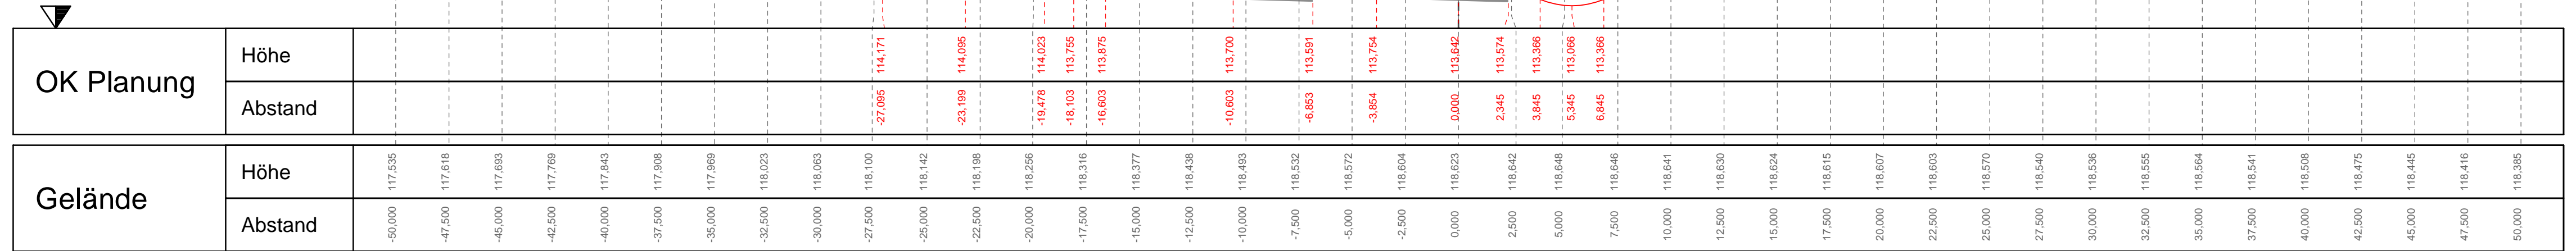 OK Planung
Höhe
114,171 114,095 114,023 113,755 113,875 113,700 113,591 113,754 113,642 113,574 113,366 113,066 113,366
Abstand
-27,095 -23,199 -19,478 -18,103 -16,603 -10,603 -6,853 -3,854 0,000 2,345 3,845 5,345 6,845
Gelände
Höhe
117,535 117,618 117,693 117,769 117,843 117,908 117,969 118,023 118,063 118,100 118,142 118,198 118,256 118,316 118,377 118,438 118,493 118,532 118,572 118,604 118,623 118,642 118,648 118,646 118,641 118,630 118,624 118,615 118,607 118,603 118,570 118,540 118,536 118,555 118,564 118,541 118,508 118,475 118,445 118,416 118,385
Abstand
-50,000 -47,500 -45,000 -42,500 -40,000 -37,500 -35,000 -32,500 -30,000 -27,500 -25,000 -22,500 -20,000 -17,500 -15,000 -12,500 -10,000 -7,500 -5,000 -2,500 0,000 2,500 5,000 7,500 10,000 12,500 15,000 17,500 20,000 22,500 25,000 27,500 30,000 32,500 35,000 37,500 40,000 42,500 45,000 47,500 50,000